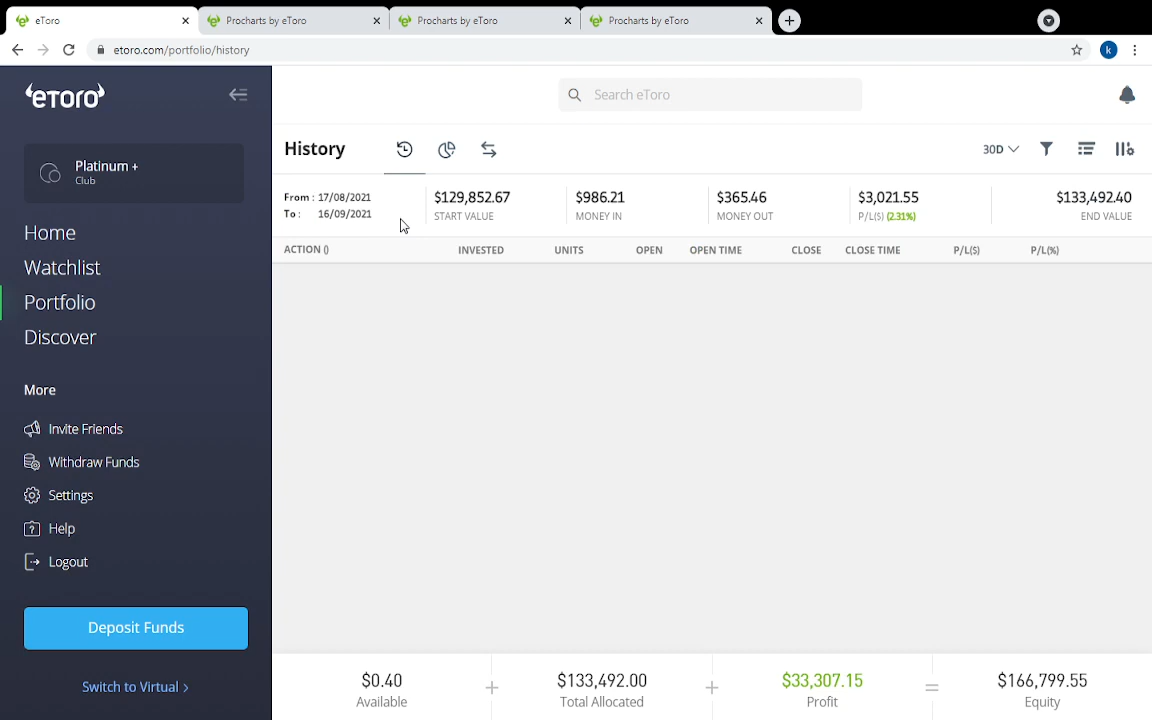 eToro
Procharts by eToro
Procharts by eToro
Procharts by eToro
etoro.com/portfolio/history
k
eToro
Search eToro
Platinum +
Club
History
30D
From : 17/08/2021
To : 16/09/2021
$129,852.67
START VALUE
$986.21
MONEY IN
$365.46
MONEY OUT
$3,021.55
P/L($) (2.31%)
$133,492.40
END VALUE
ACTION () INVESTED UNITS OPEN OPEN TIME CLOSE CLOSE TIME P/L($) P/L(%)
Home
Watchlist
Portfolio
Discover
More
Invite Friends
Withdraw Funds
Settings
Help
Logout
Deposit Funds
Switch to Virtual >
$0.40
Available
+
$133,492.00
Total Allocated
+
$33,307.15
Profit
=
$166,799.55
Equity